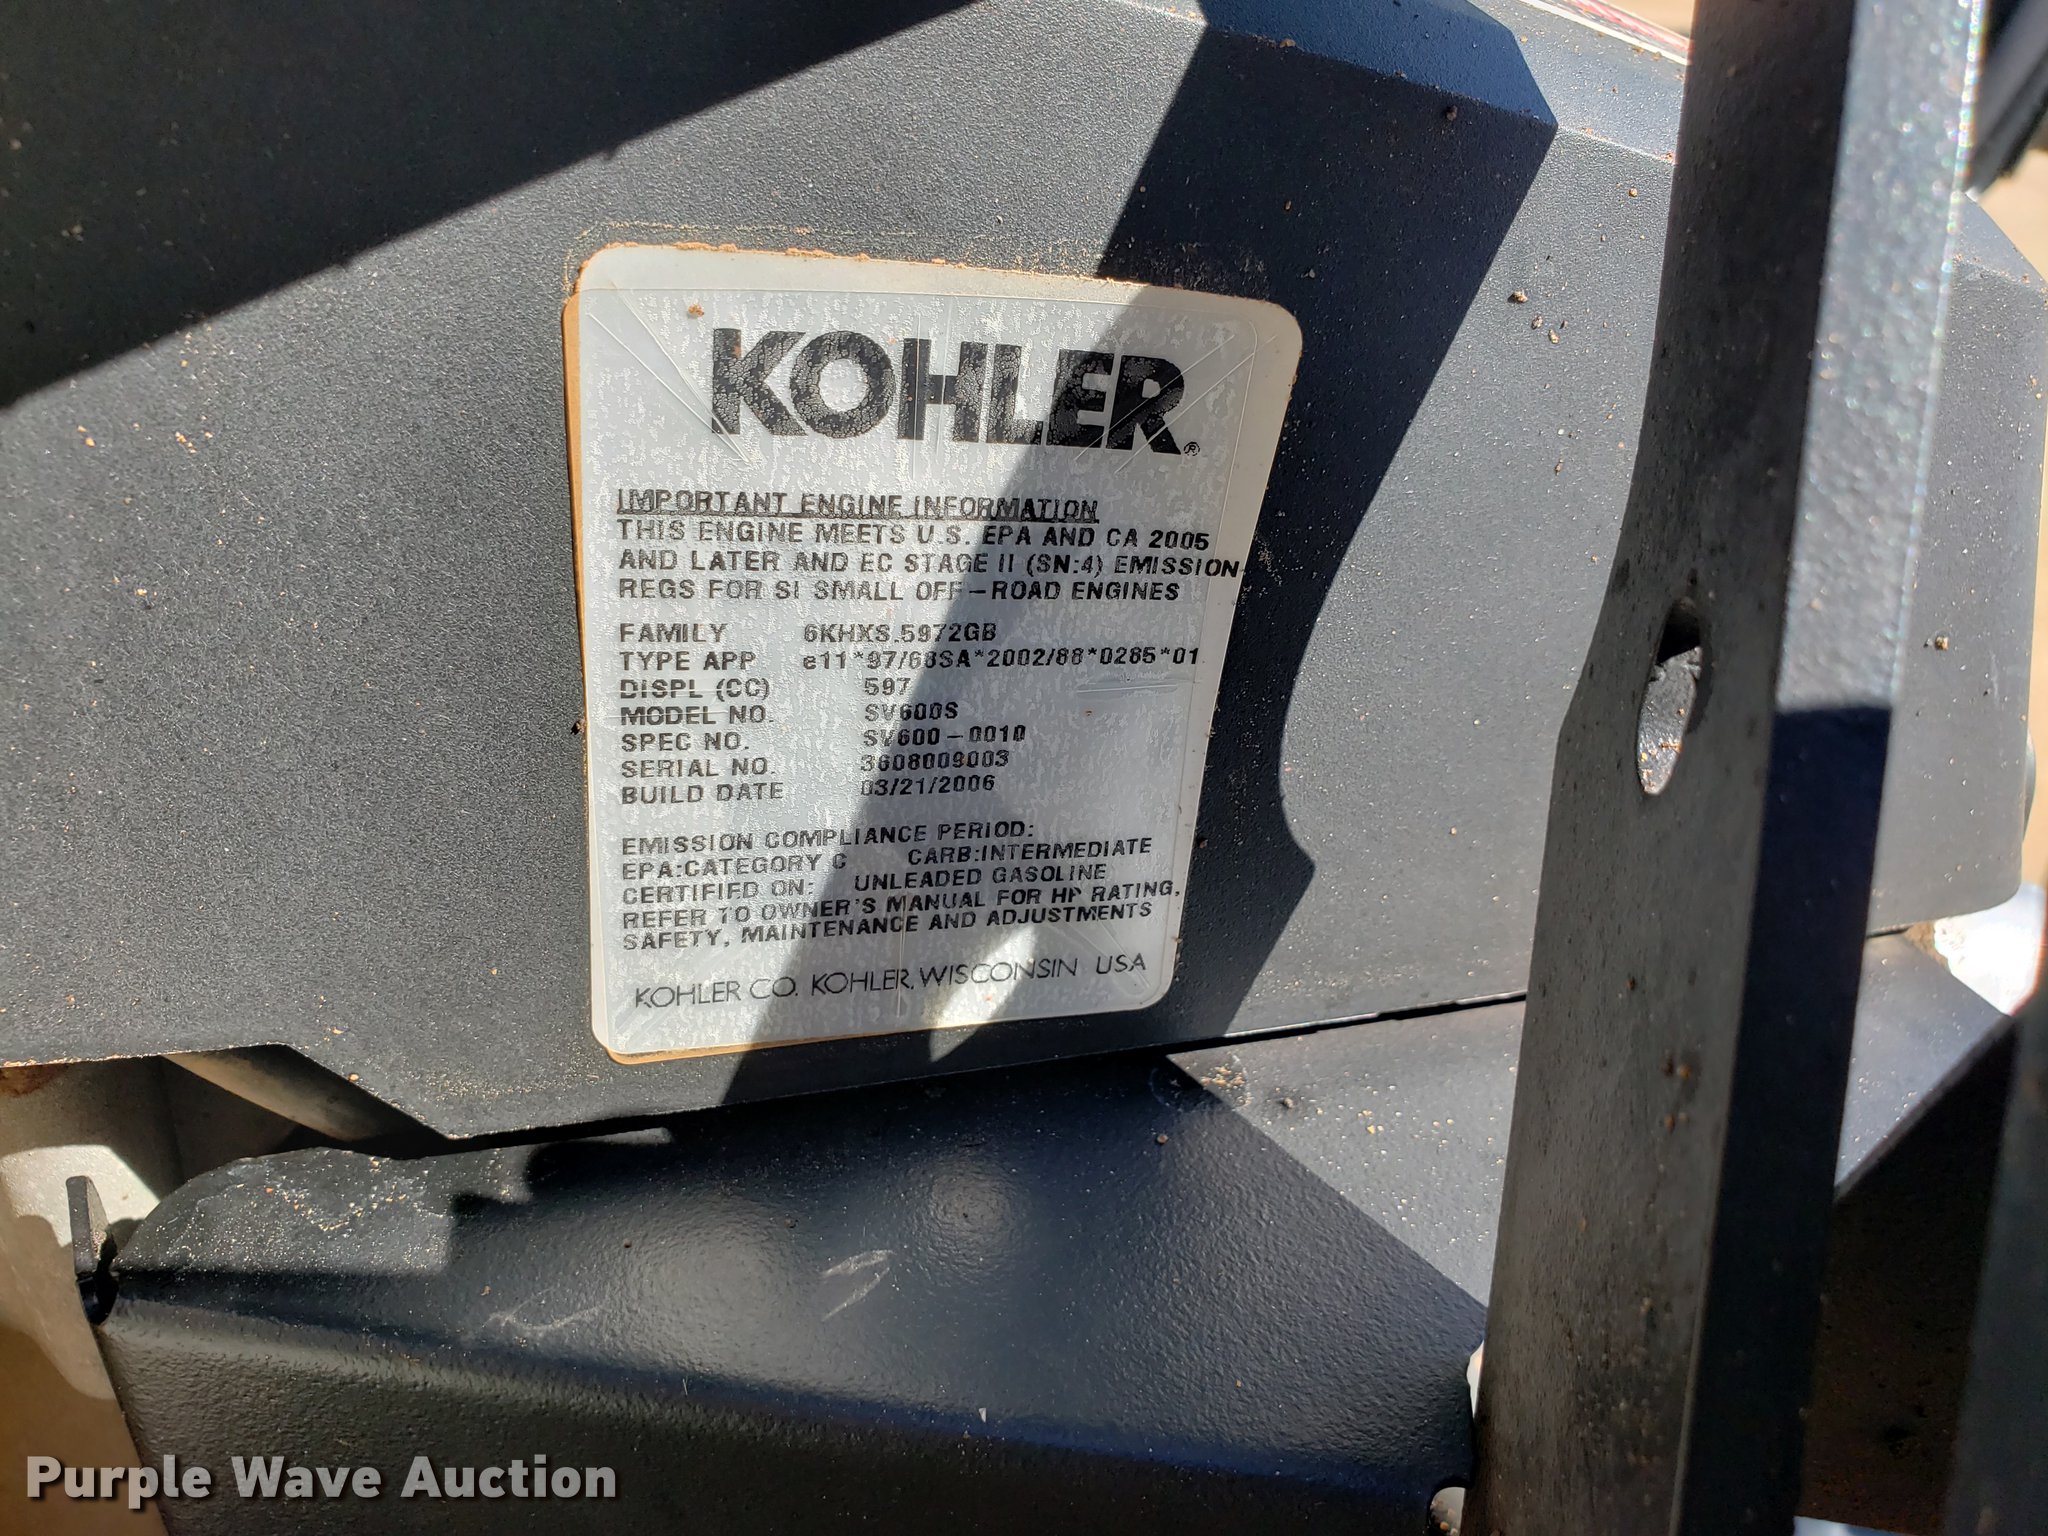 KOHLER®
IMPORTANT ENGINE INFORMATION
THIS ENGINE MEETS U.S. EPA AND CA 2005
AND LATER AND EC STAGE II (SN:4) EMISSION
REGS FOR SI SMALL OFF-ROAD ENGINES
FAMILY 6KHXS.5972GB
TYPE APP e11*97/68SA*2002/88*0285*01
DISPL (CC) 597
MODEL NO. SV600S
SPEC NO. SV600-0010
SERIAL NO. 3608009003
BUILD DATE 03/21/2006
EMISSION COMPLIANCE PERIOD:
EPA:CATEGORY C CARB:INTERMEDIATE
CERTIFIED ON: UNLEADED GASOLINE
REFER TO OWNER'S MANUAL FOR HP RATING,
SAFETY, MAINTENANCE AND ADJUSTMENTS
KOHLER CO. KOHLER, WISCONSIN USA
Purple Wave Auction